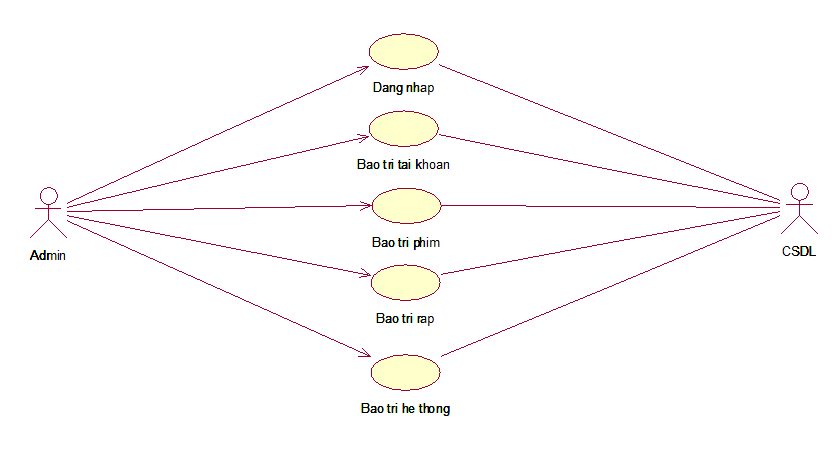 Dang nhap
Bao tri tai khoan
Admin
Bao tri phim
CSDL
Bao tri rap
Bao tri he thong